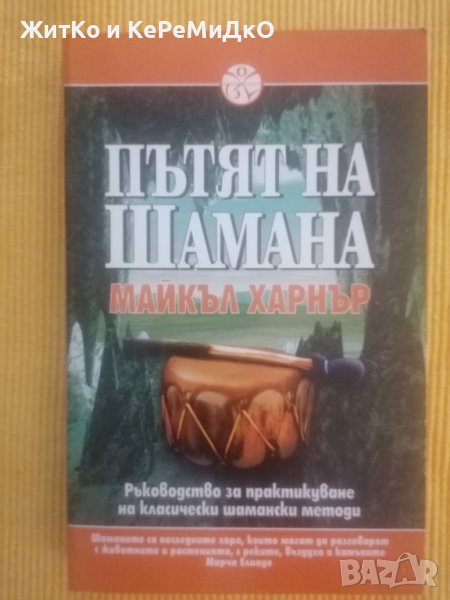 ЖитКо и КеРеМидкО
ПЪТЯТ НА
ШАМАНА
МАЙКЪЛ ХАРНЪР
Ръководство за практикуване
на класически шамански методи
Шаманите са последните хора, които могат да разговарят
с животните и растенията, с реките, въздуха и камъните
Мирча Елиаде
BAZAR